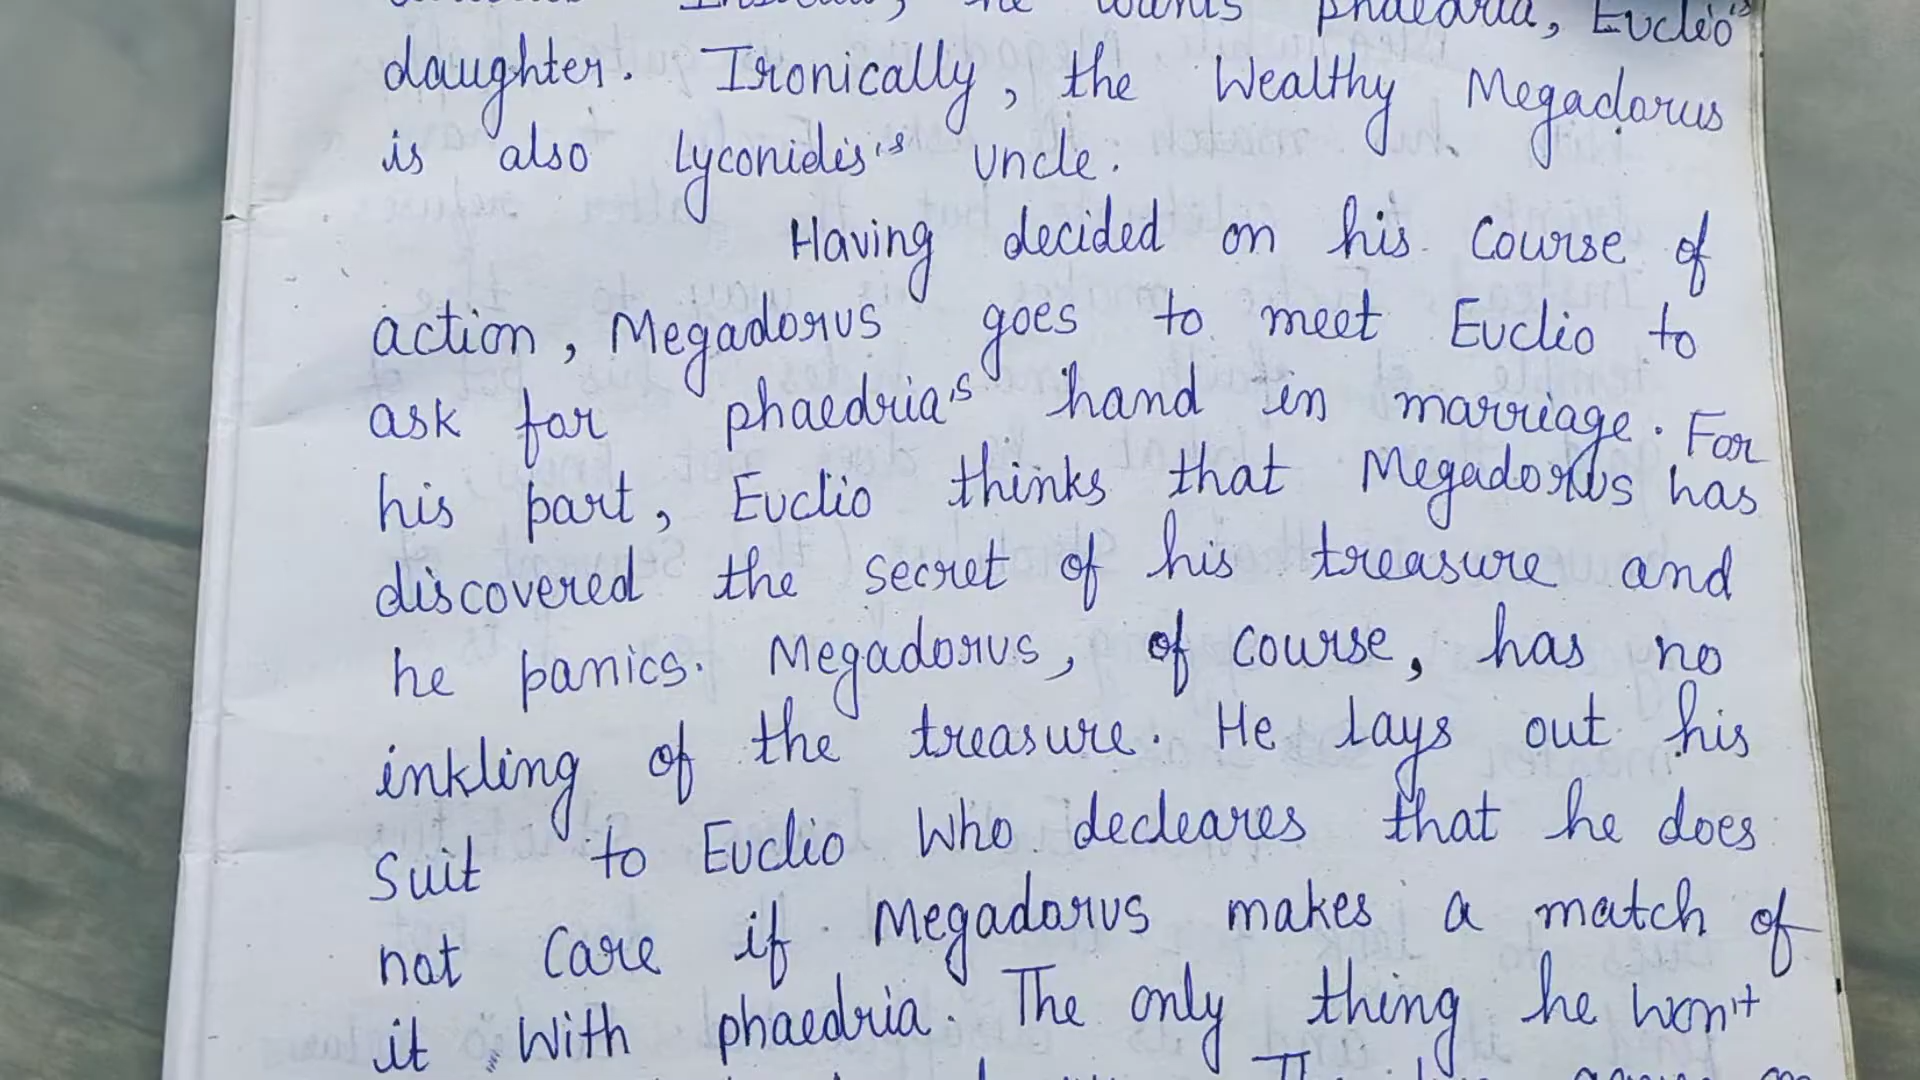 he wants phaedria, Euclio's
daughter. Ironically, the Wealthy Megadorus
is also Lyconidis's uncle.
Having decided on his Course of
action, Megadorus goes to meet Euclio to
ask for phaedria's hand in marriage. For
his part, Euclio thinks that Megadorus has
discovered the secret of his treasure and
he panics. Megadorus, of course, has no
inkling of the treasure. He lays out his
suit to Euclio Who decleares that he does
not Care if Megadorus makes a match of
it With phaedria. The only thing he won't